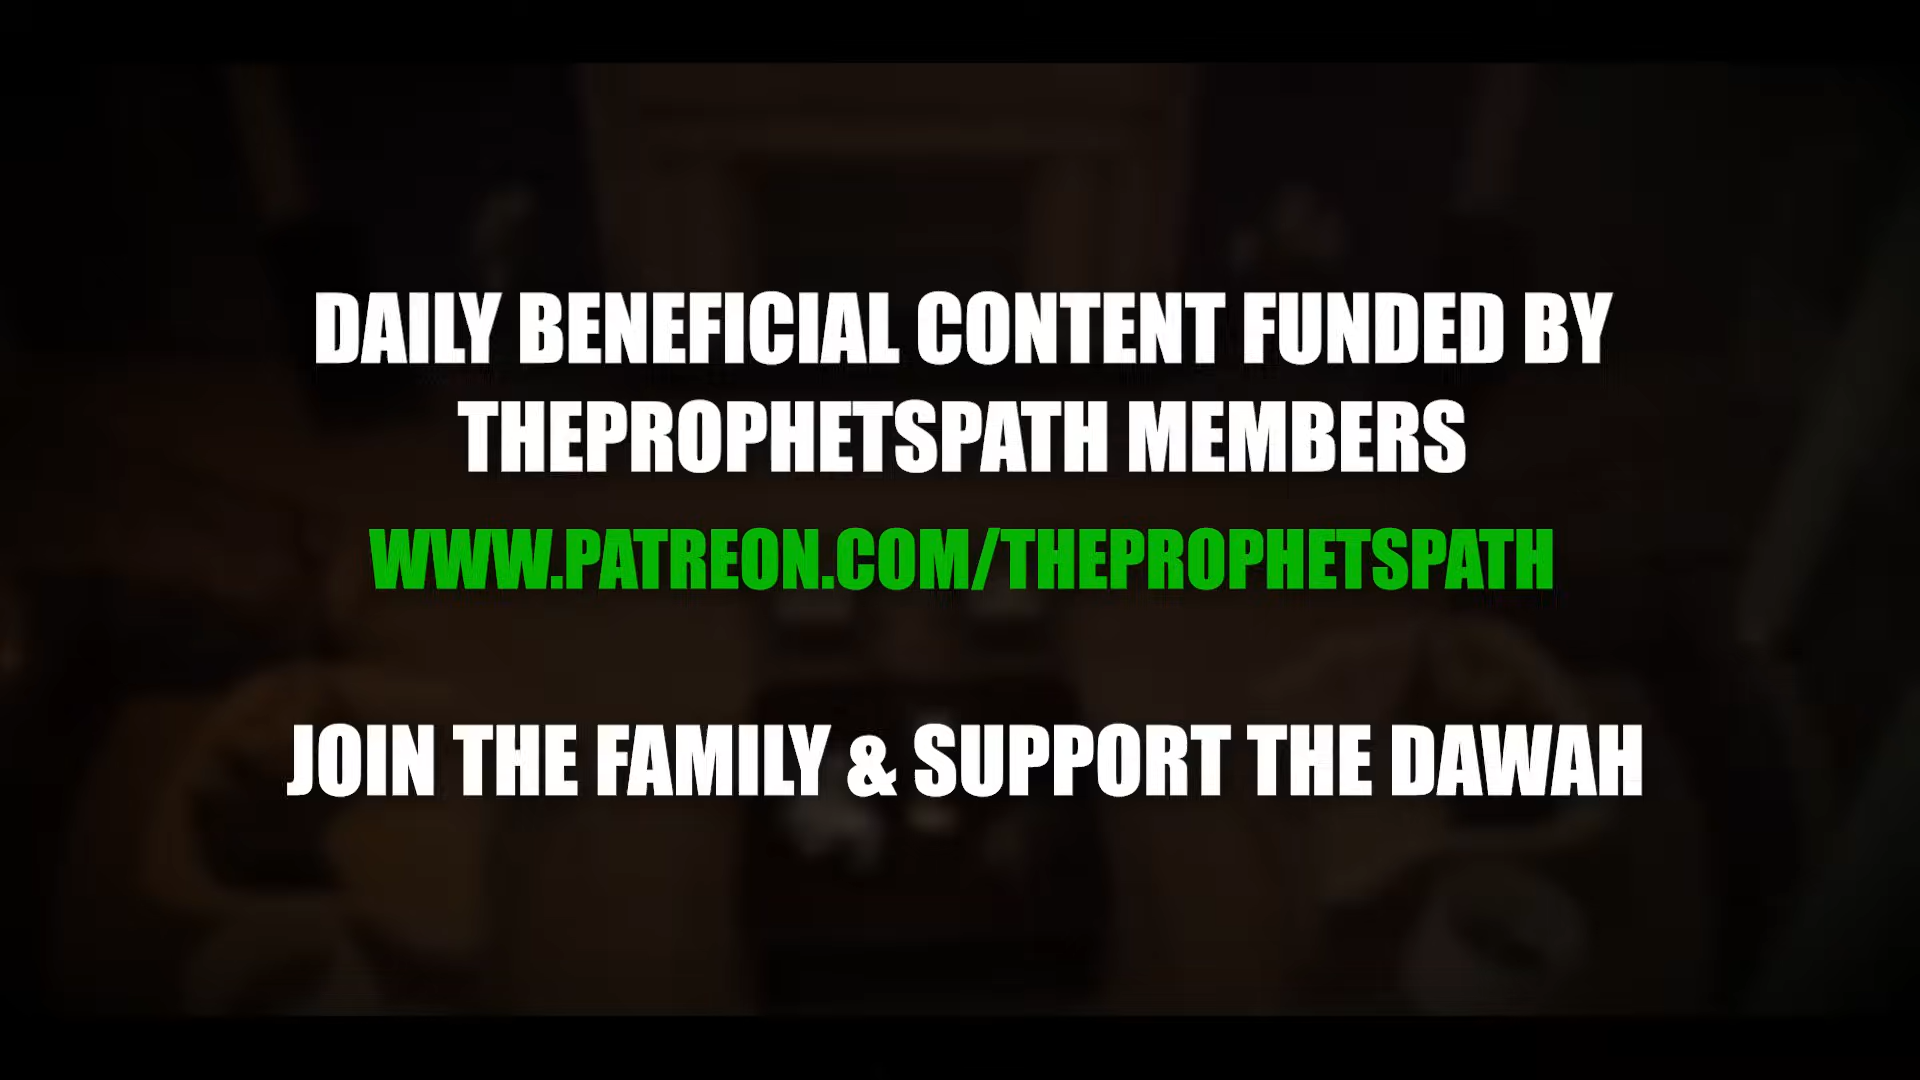 DAILY BENEFICIAL CONTENT FUNDED BY
THEPROPHETSPATH MEMBERS
WWW.PATREON.COM/THEPROPHETSPATH
JOIN THE FAMILY & SUPPORT THE DAWAH